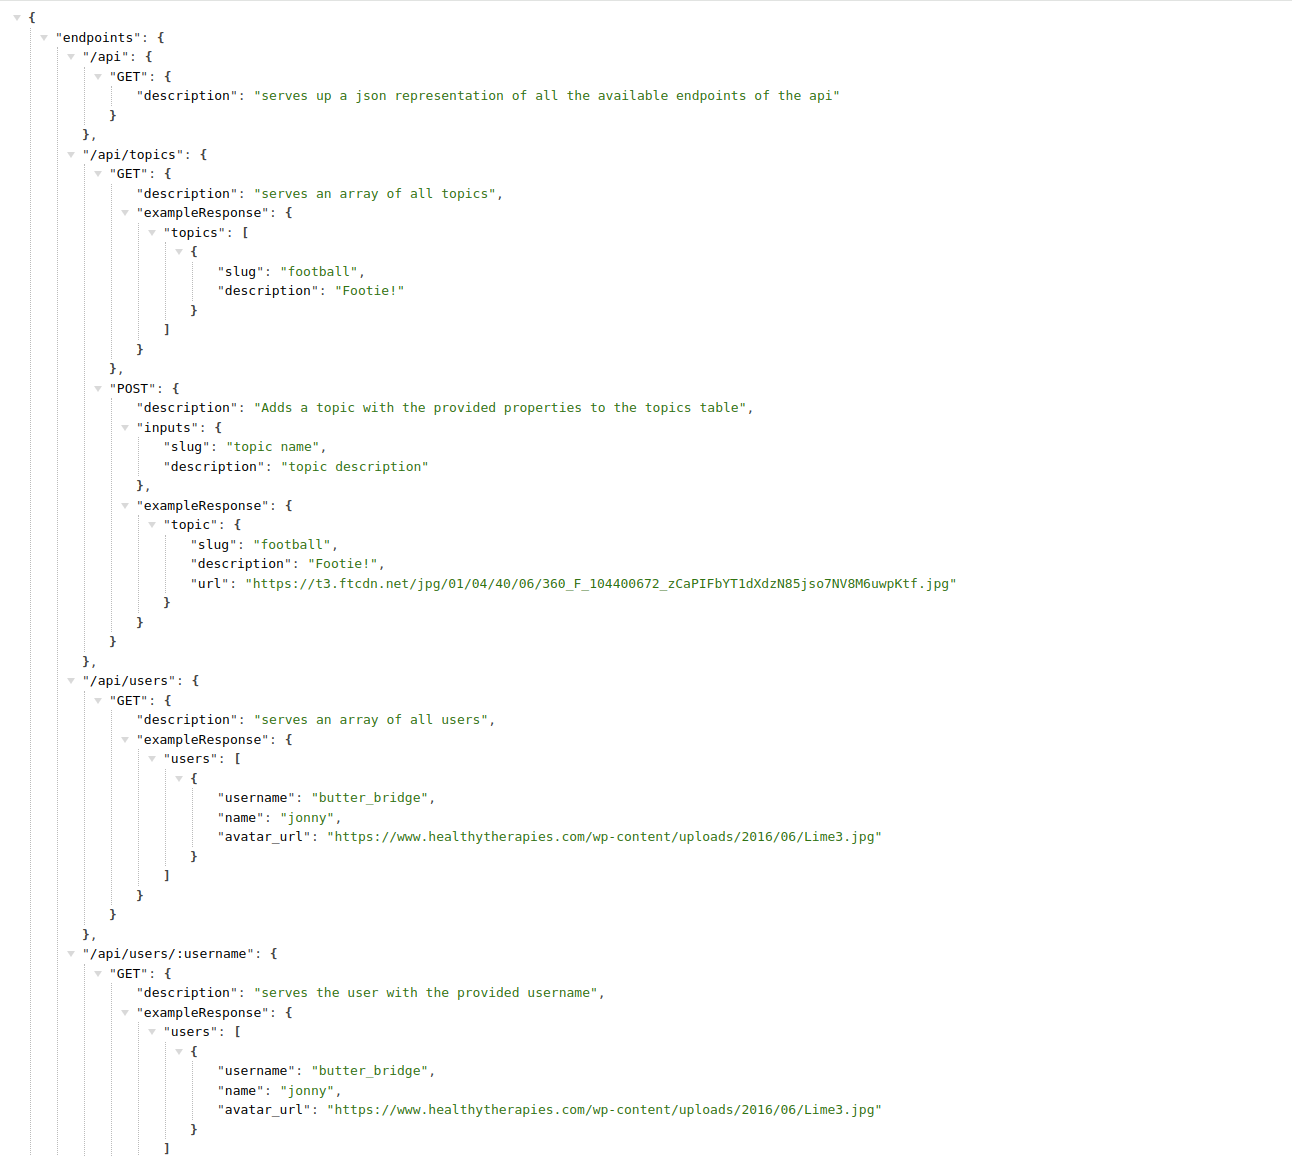 {
"endpoints": {
"/api": {
"GET": {
"description": "serves up a json representation of all the available endpoints of the api"
}
},
"/api/topics": {
"GET": {
"description": "serves an array of all topics",
"exampleResponse": {
"topics": [
{
"slug": "football",
"description": "Footie!"
}
]
}
},
"POST": {
"description": "Adds a topic with the provided properties to the topics table",
"inputs": {
"slug": "topic name",
"description": "topic description"
},
"exampleResponse": {
"topic": {
"slug": "football",
"description": "Footie!",
"url": "https://t3.ftcdn.net/jpg/01/04/40/06/360_F_104400672_zCaPIFbYT1dXdzN85jso7NV8M6uwpKtf.jpg"
}
}
}
},
"/api/users": {
"GET": {
"description": "serves an array of all users",
"exampleResponse": {
"users": [
{
"username": "butter_bridge",
"name": "jonny",
"avatar_url": "https://www.healthytherapies.com/wp-content/uploads/2016/06/Lime3.jpg"
}
]
}
}
},
"/api/users/:username": {
"GET": {
"description": "serves the user with the provided username",
"exampleResponse": {
"users": [
{
"username": "butter_bridge",
"name": "jonny",
"avatar_url": "https://www.healthytherapies.com/wp-content/uploads/2016/06/Lime3.jpg"
}
]